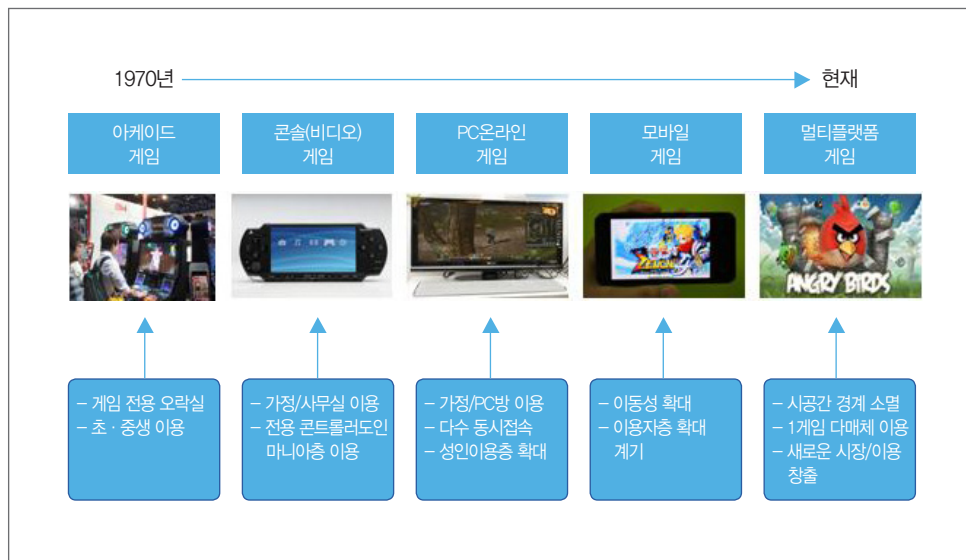 1970년
현재
아케이드
게임
콘솔(비디오)
게임
PC온라인
게임
모바일
게임
멀티플랫폼
게임
ANGRY BIRDS
– 게임 전용 오락실
– 초 · 중생 이용
– 가정/사무실 이용
– 전용 콘트롤러도인
마니아층 이용
– 가정/PC방 이용
– 다수 동시접속
– 성인이용층 확대
– 이동성 확대
– 이용자층 확대
계기
– 시공간 경계 소멸
– 1게임 다매체 이용
– 새로운 시장/이용
창출